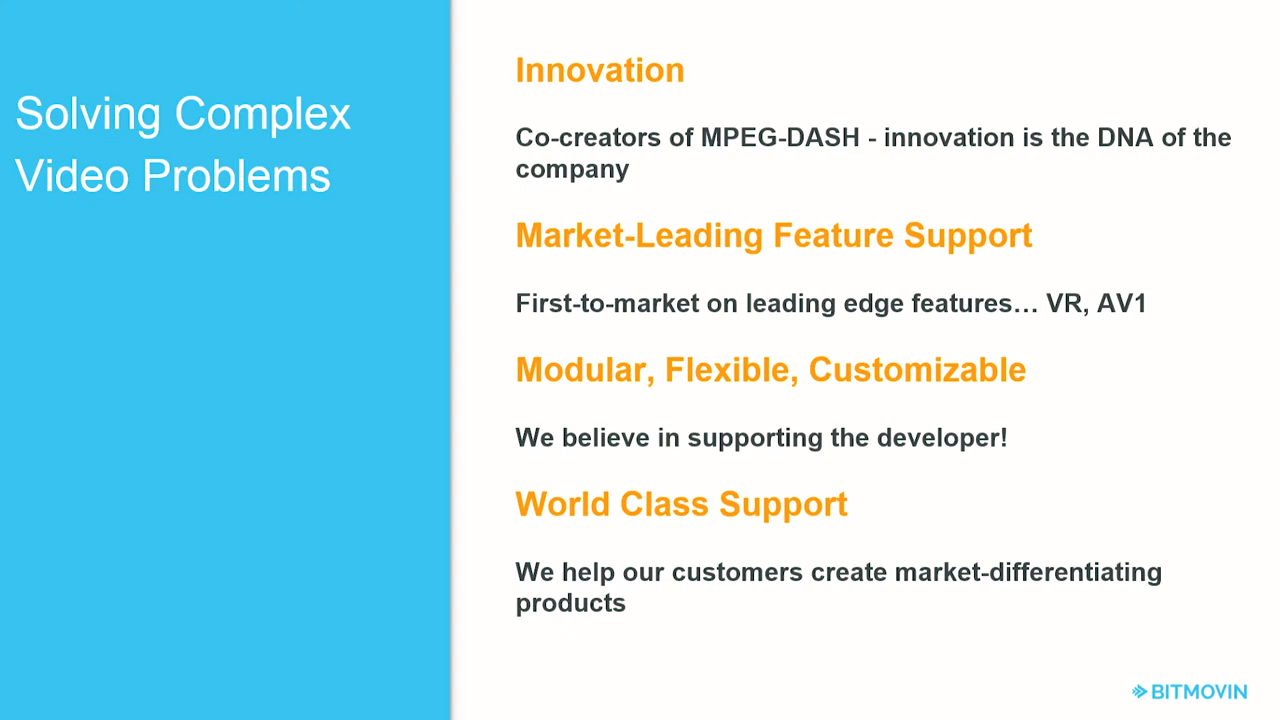 Solving Complex
Video Problems
Innovation
Co-creators of MPEG-DASH - innovation is the DNA of the
company
Market-Leading Feature Support
First-to-market on leading edge features… VR, AV1
Modular, Flexible, Customizable
We believe in supporting the developer!
World Class Support
We help our customers create market-differentiating
products
BITMOVIN